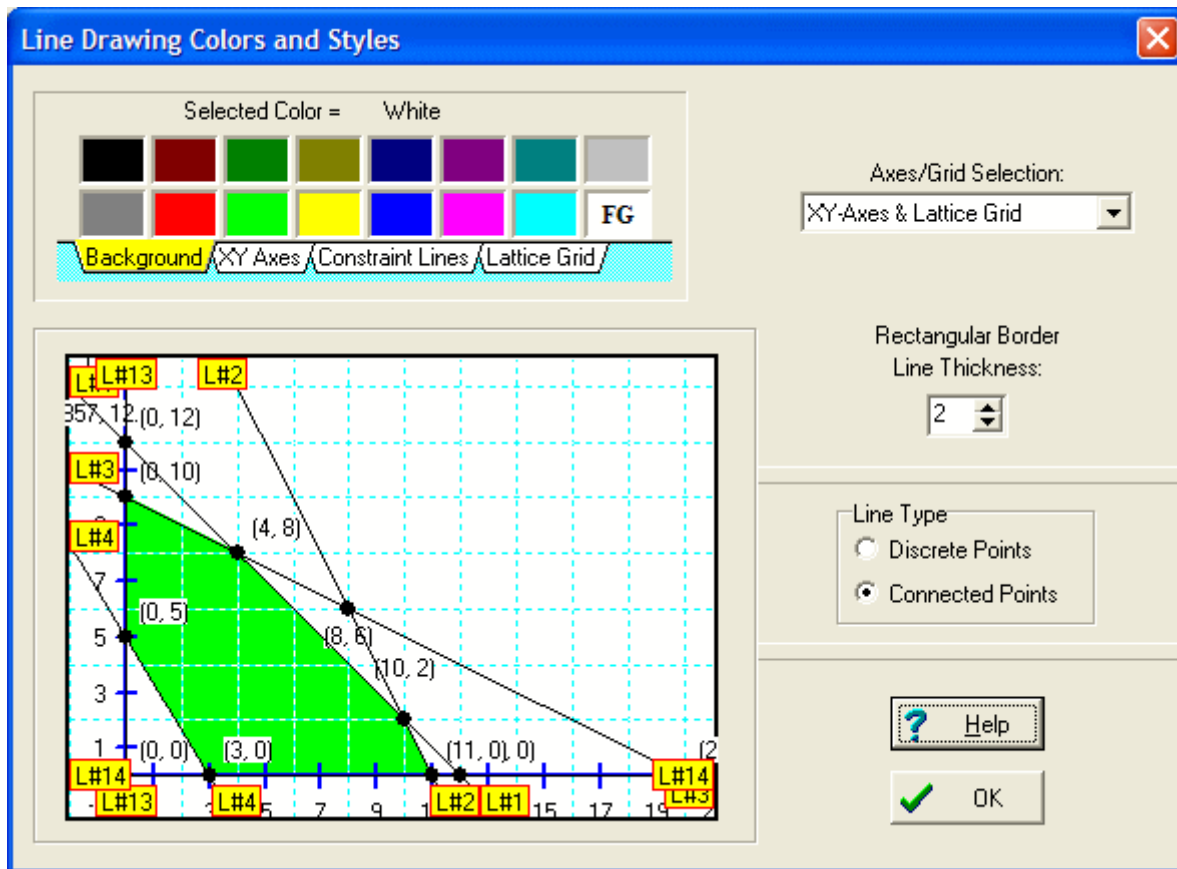 Line Drawing Colors and Styles
Selected Color = White
FG
Background XY Axes Constraint Lines Lattice Grid
Axes/Grid Selection:
XY-Axes & Lattice Grid
Rectangular Border
Line Thickness:
2
Line Type
Discrete Points
Connected Points
Help
OK
L#13 L#2
(0, 12)
L#3 (0, 10)
(4, 8)
L#4
7
(0, 5)
5
(8, 6)
(10, 2)
3
1 (0, 0) (3, 0) (11, 0) , 0)
L#14 L#14
L#13 L#4 5 7 9 L#2 L#1 15 17 19 L#3